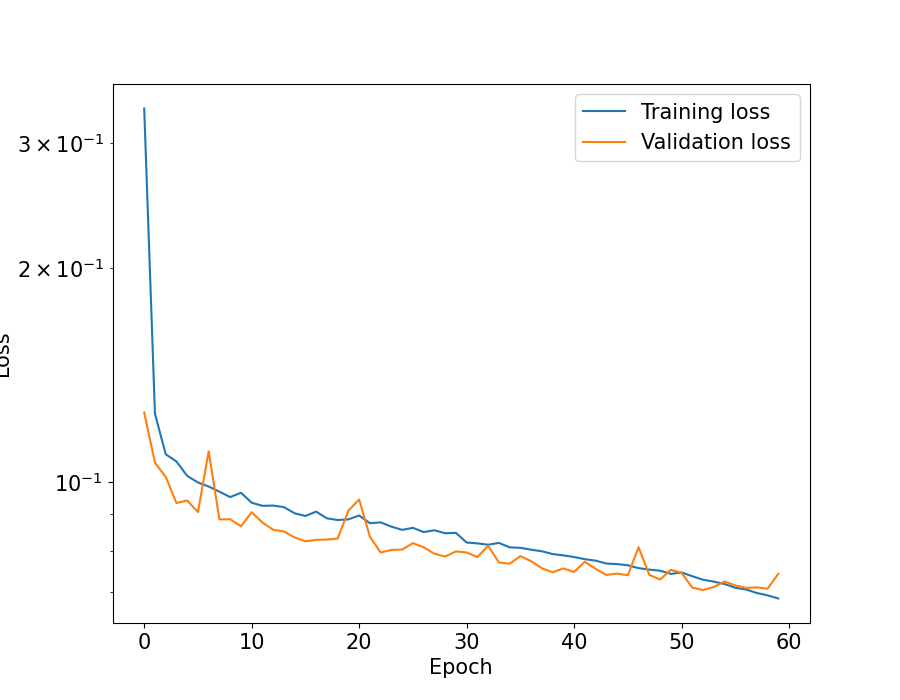 Training loss
Validation loss
3 × 10⁻¹
2 × 10⁻¹
10⁻¹
Loss
0 10 20 30 40 50 60
Epoch